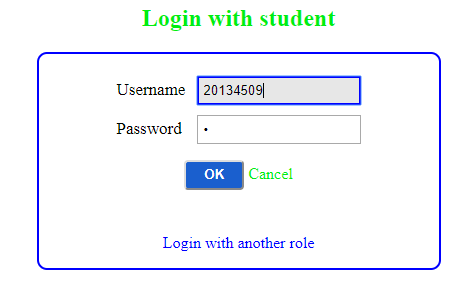 Login with student
Username 20134509
Password •
OK Cancel
Login with another role